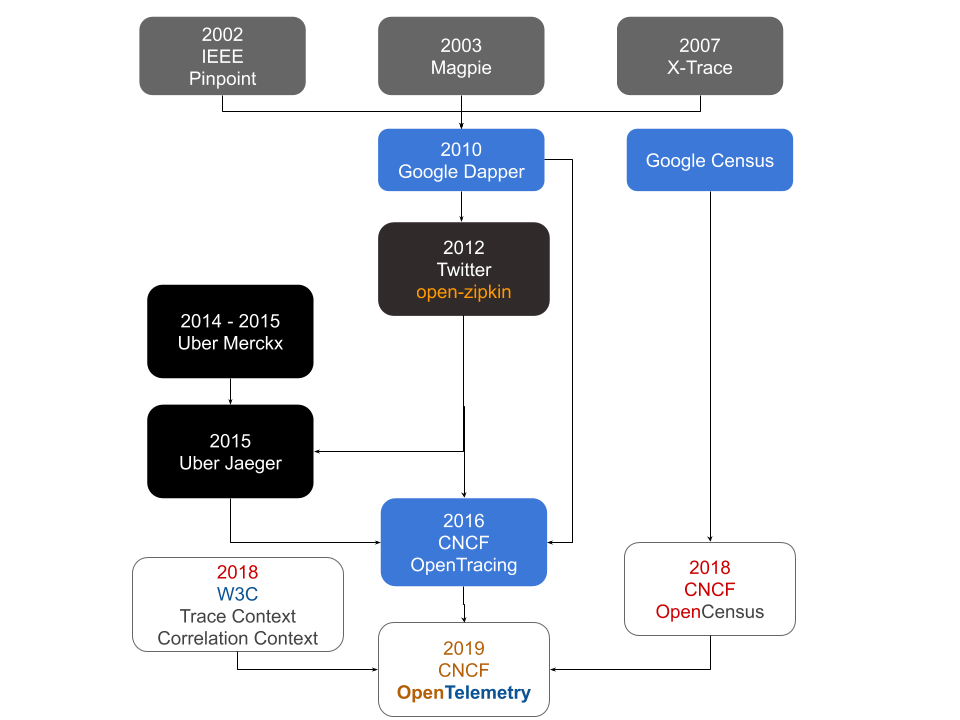 2002
IEEE
Pinpoint
2003
Magpie
2007
X-Trace
2010
Google Dapper
Google Census
2012
Twitter
open-zipkin
2014 - 2015
Uber Merckx
2015
Uber Jaeger
2016
CNCF
OpenTracing
2018
W3C
Trace Context
Correlation Context
2018
CNCF
OpenCensus
2019
CNCF
OpenTelemetry